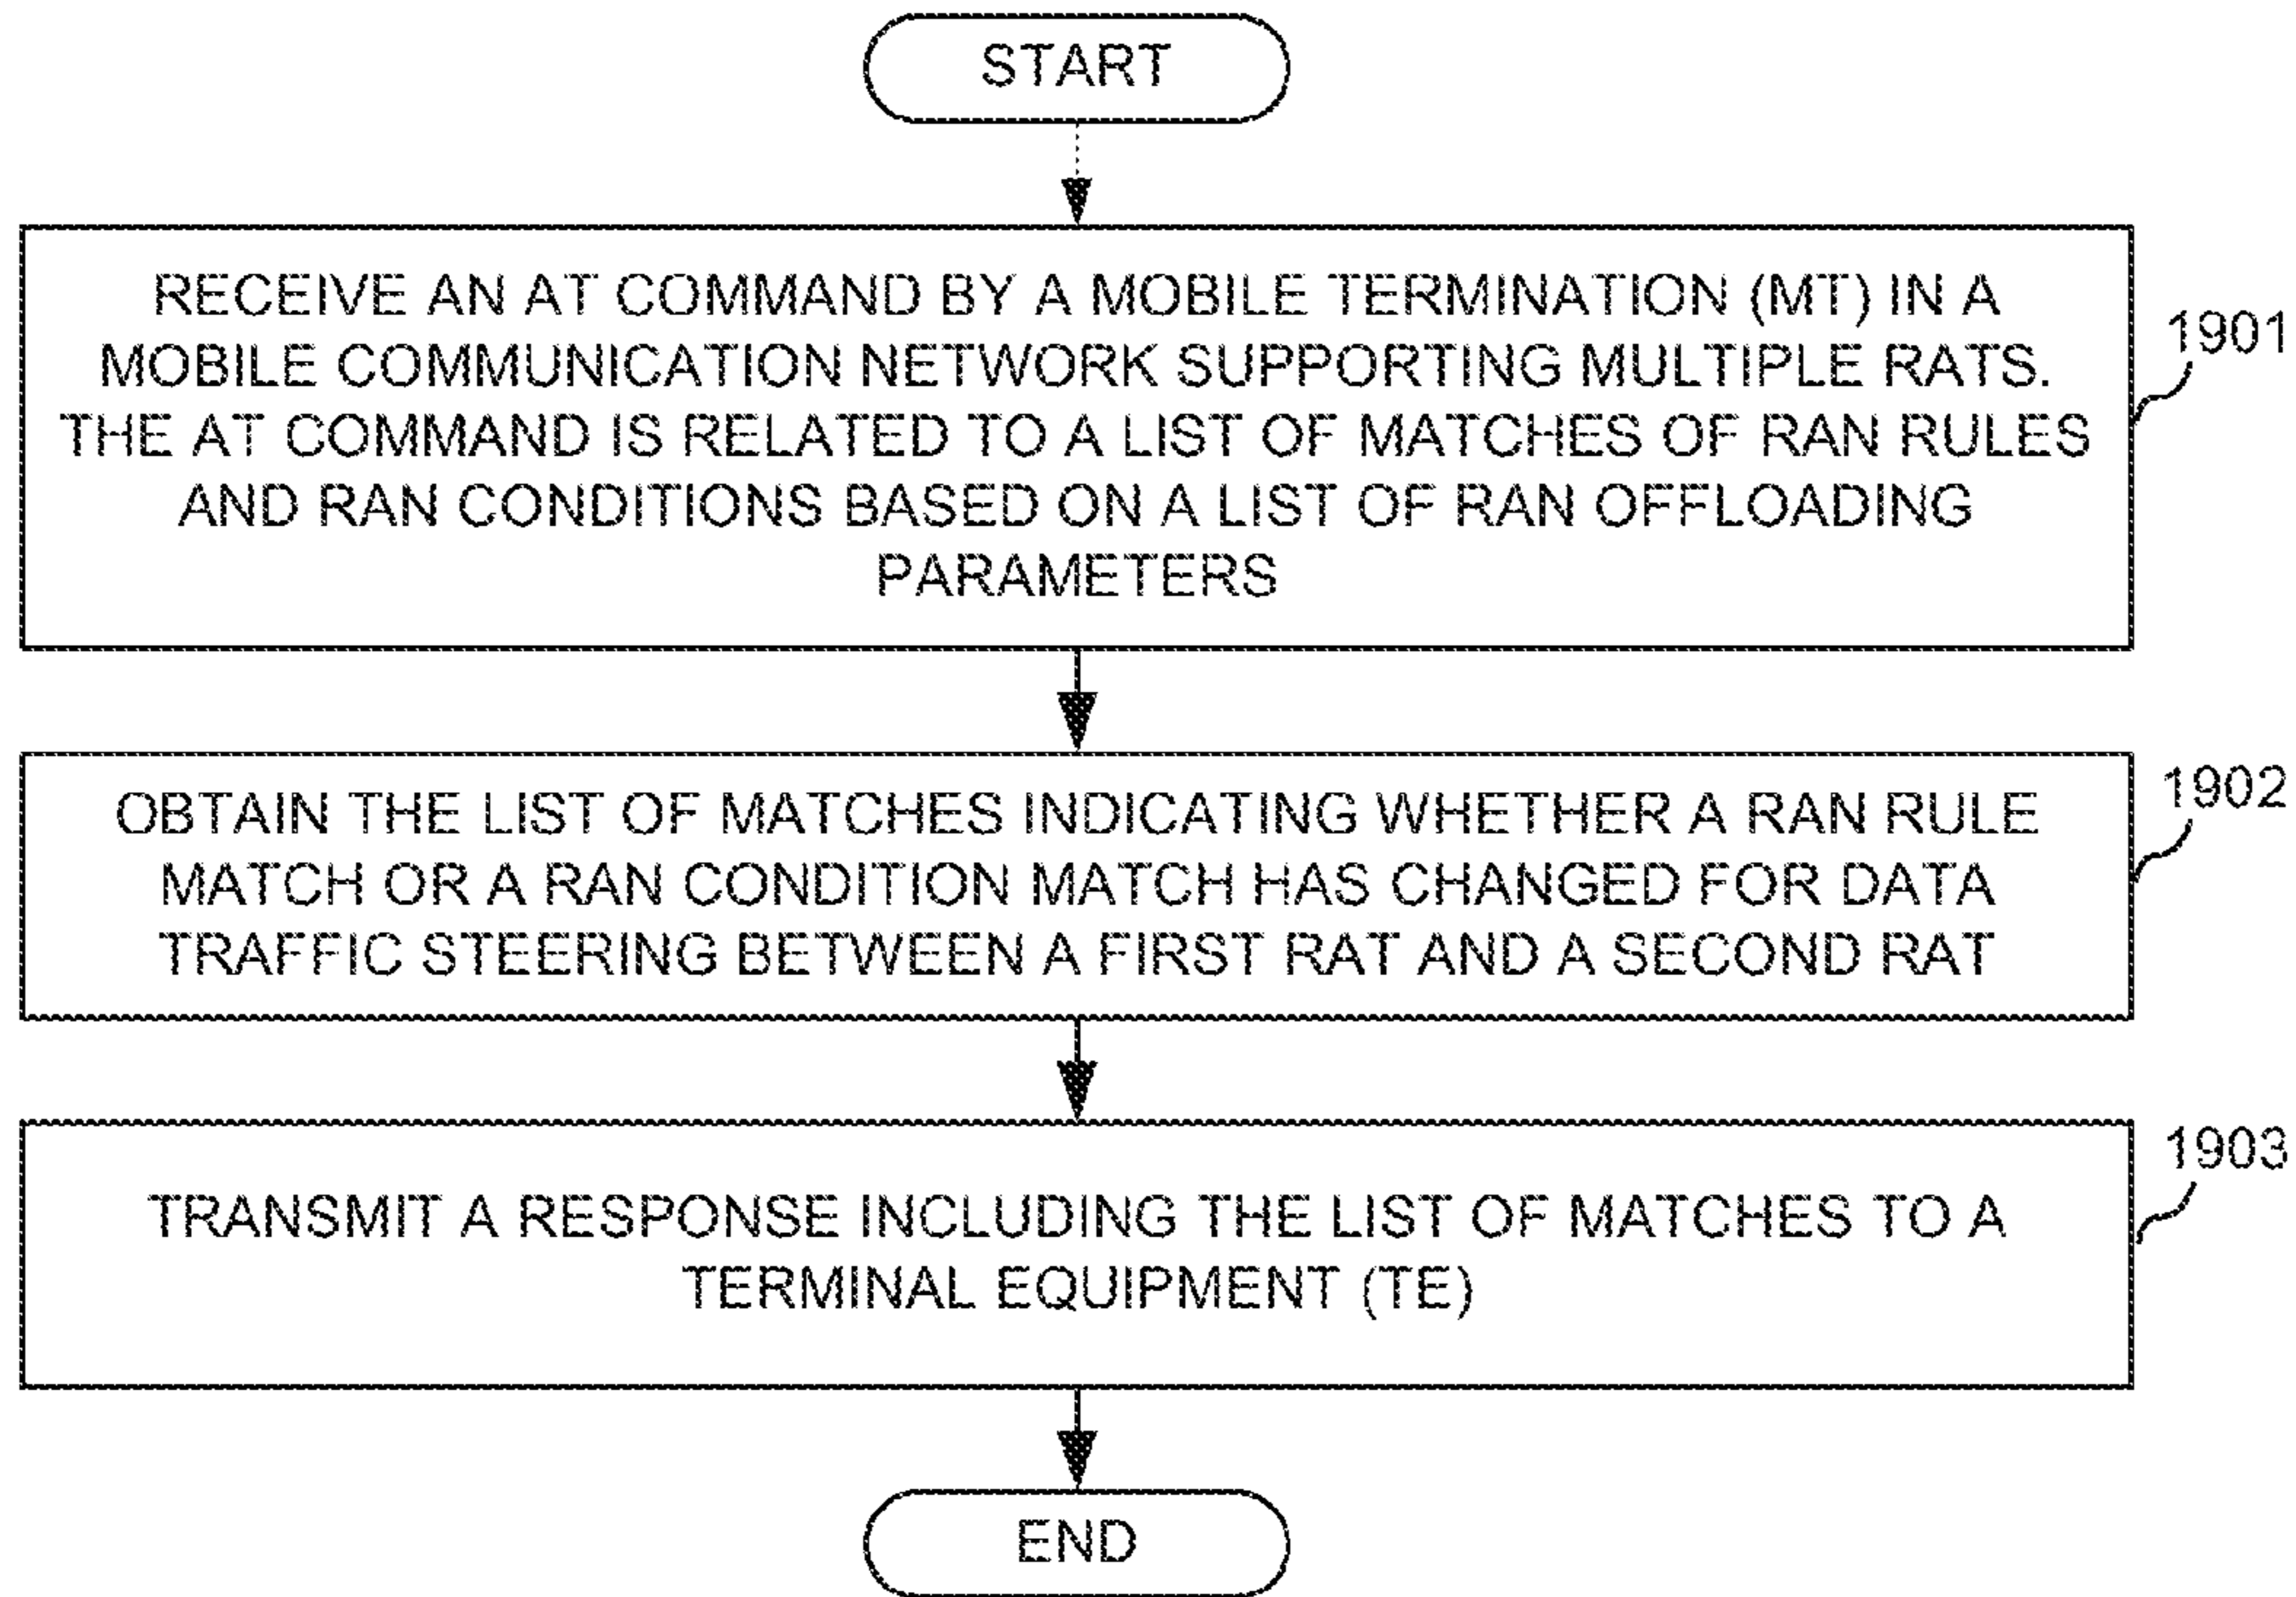 START
RECEIVE AN AT COMMAND BY A MOBILE TERMINATION (MT) IN A
MOBILE COMMUNICATION NETWORK SUPPORTING MULTIPLE RATS.
THE AT COMMAND IS RELATED TO A LIST OF MATCHES OF RAN RULES
AND RAN CONDITIONS BASED ON A LIST OF RAN OFFLOADING
PARAMETERS
1901
OBTAIN THE LIST OF MATCHES INDICATING WHETHER A RAN RULE
MATCH OR A RAN CONDITION MATCH HAS CHANGED FOR DATA
TRAFFIC STEERING BETWEEN A FIRST RAT AND A SECOND RAT
1902
TRANSMIT A RESPONSE INCLUDING THE LIST OF MATCHES TO A
TERMINAL EQUIPMENT (TE)
1903
END